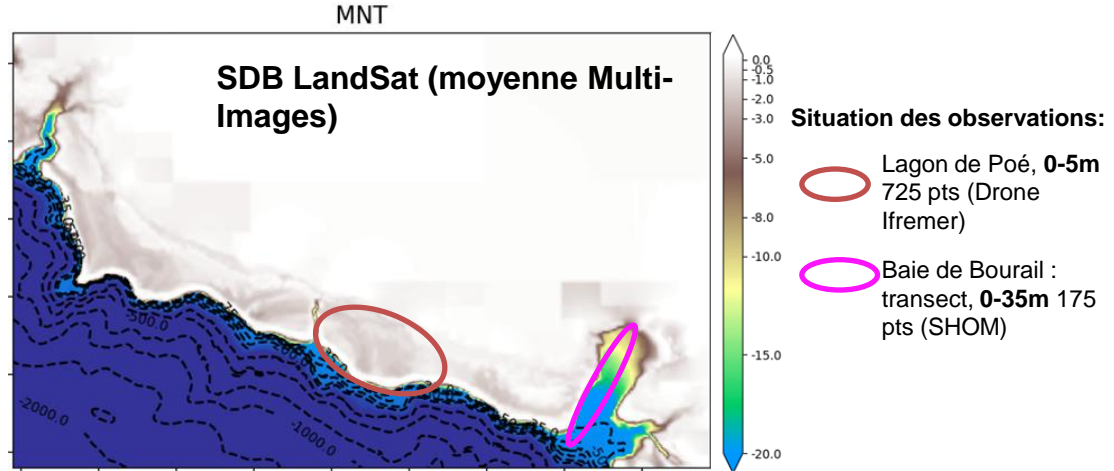 MNT
SDB LandSat (moyenne Multi-
Images)
0.0
-0.5
-1.0
-2.0
-3.0
-5.0
-8.0
-10.0
-15.0
-20.0
Situation des observations:
Lagon de Poé, 0-5m
725 pts (Drone
Ifremer)
Baie de Bourail :
transect, 0-35m 175
pts (SHOM)
-500.0
-2000.0
-1000.0